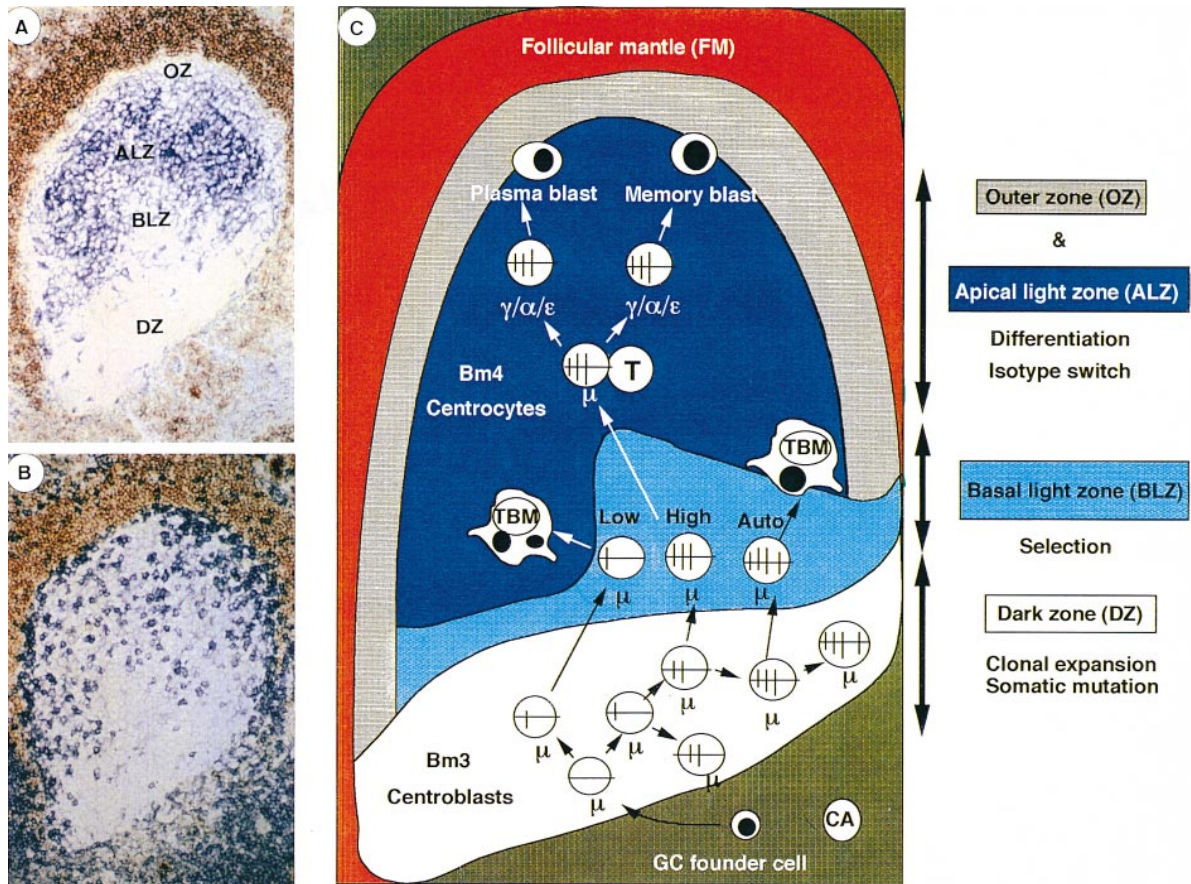 A
OZ
ALZ
BLZ
DZ
B
C
Follicular mantle (FM)
Plasma blast
Memory blast
γ/α/ε
γ/α/ε
T
μ
Bm4
Centrocytes
TBM
TBM
Low
High
Auto
μ
μ
μ
μ
μ
μ
μ
μ
μ
Bm3
Centroblasts
CA
GC founder cell
Outer zone (OZ)
&
Apical light zone (ALZ)
Differentiation
Isotype switch
Basal light zone (BLZ)
Selection
Dark zone (DZ)
Clonal expansion
Somatic mutation